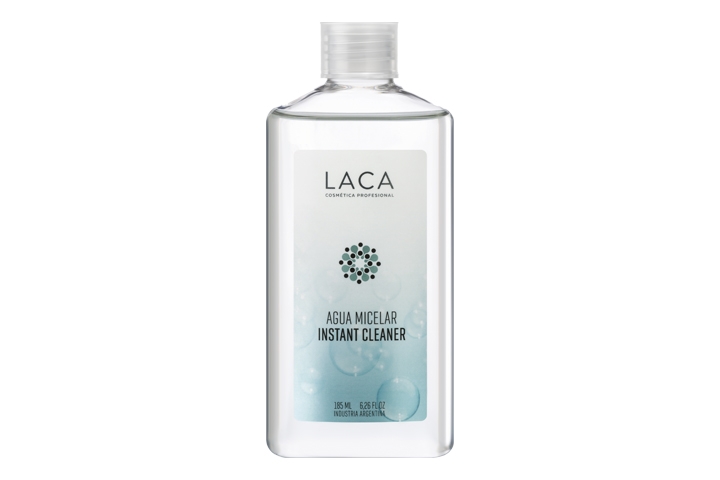 LACA
COSMÉTICA PROFESIONAL
AGUA MICELAR
INSTANT CLEANER
185 ML 6,26 FL.OZ
INDUSTRIA ARGENTINA